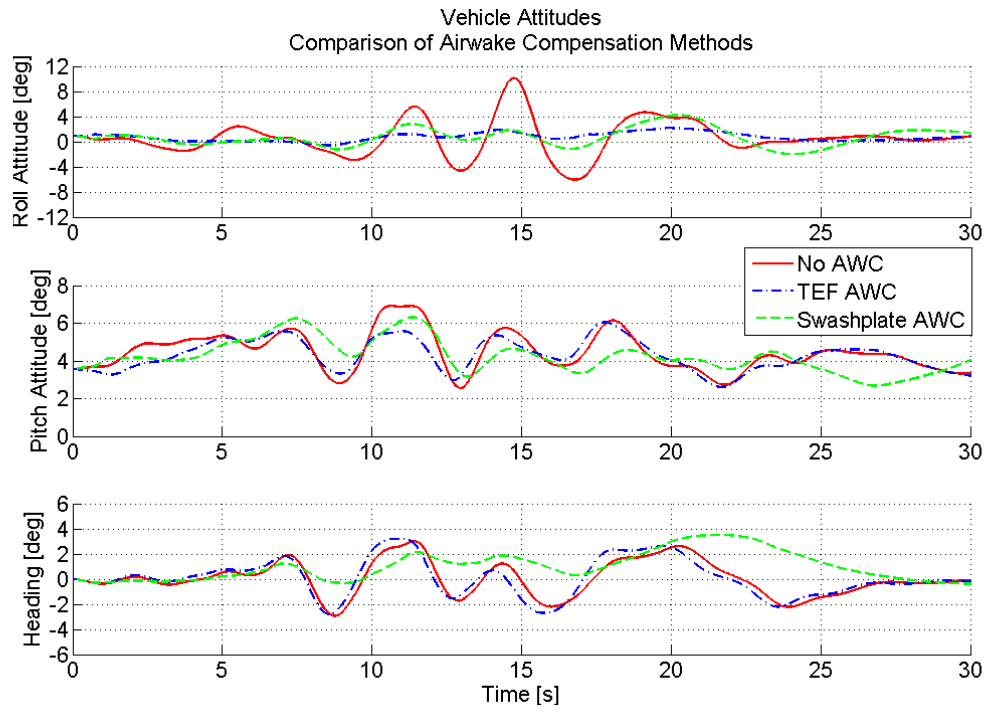 Vehicle Attitudes
Comparison of Airwake Compensation Methods
Roll Attitude [deg]
12
8
4
0
-4
-8
-12
0 5 10 15 20 25 30
No AWC
TEF AWC
Swashplate AWC
Pitch Attitude [deg]
8
6
4
2
0
0 5 10 15 20 25 30
Heading [deg]
6
4
2
0
-2
-4
-6
0 5 10 15 20 25 30
Time [s]